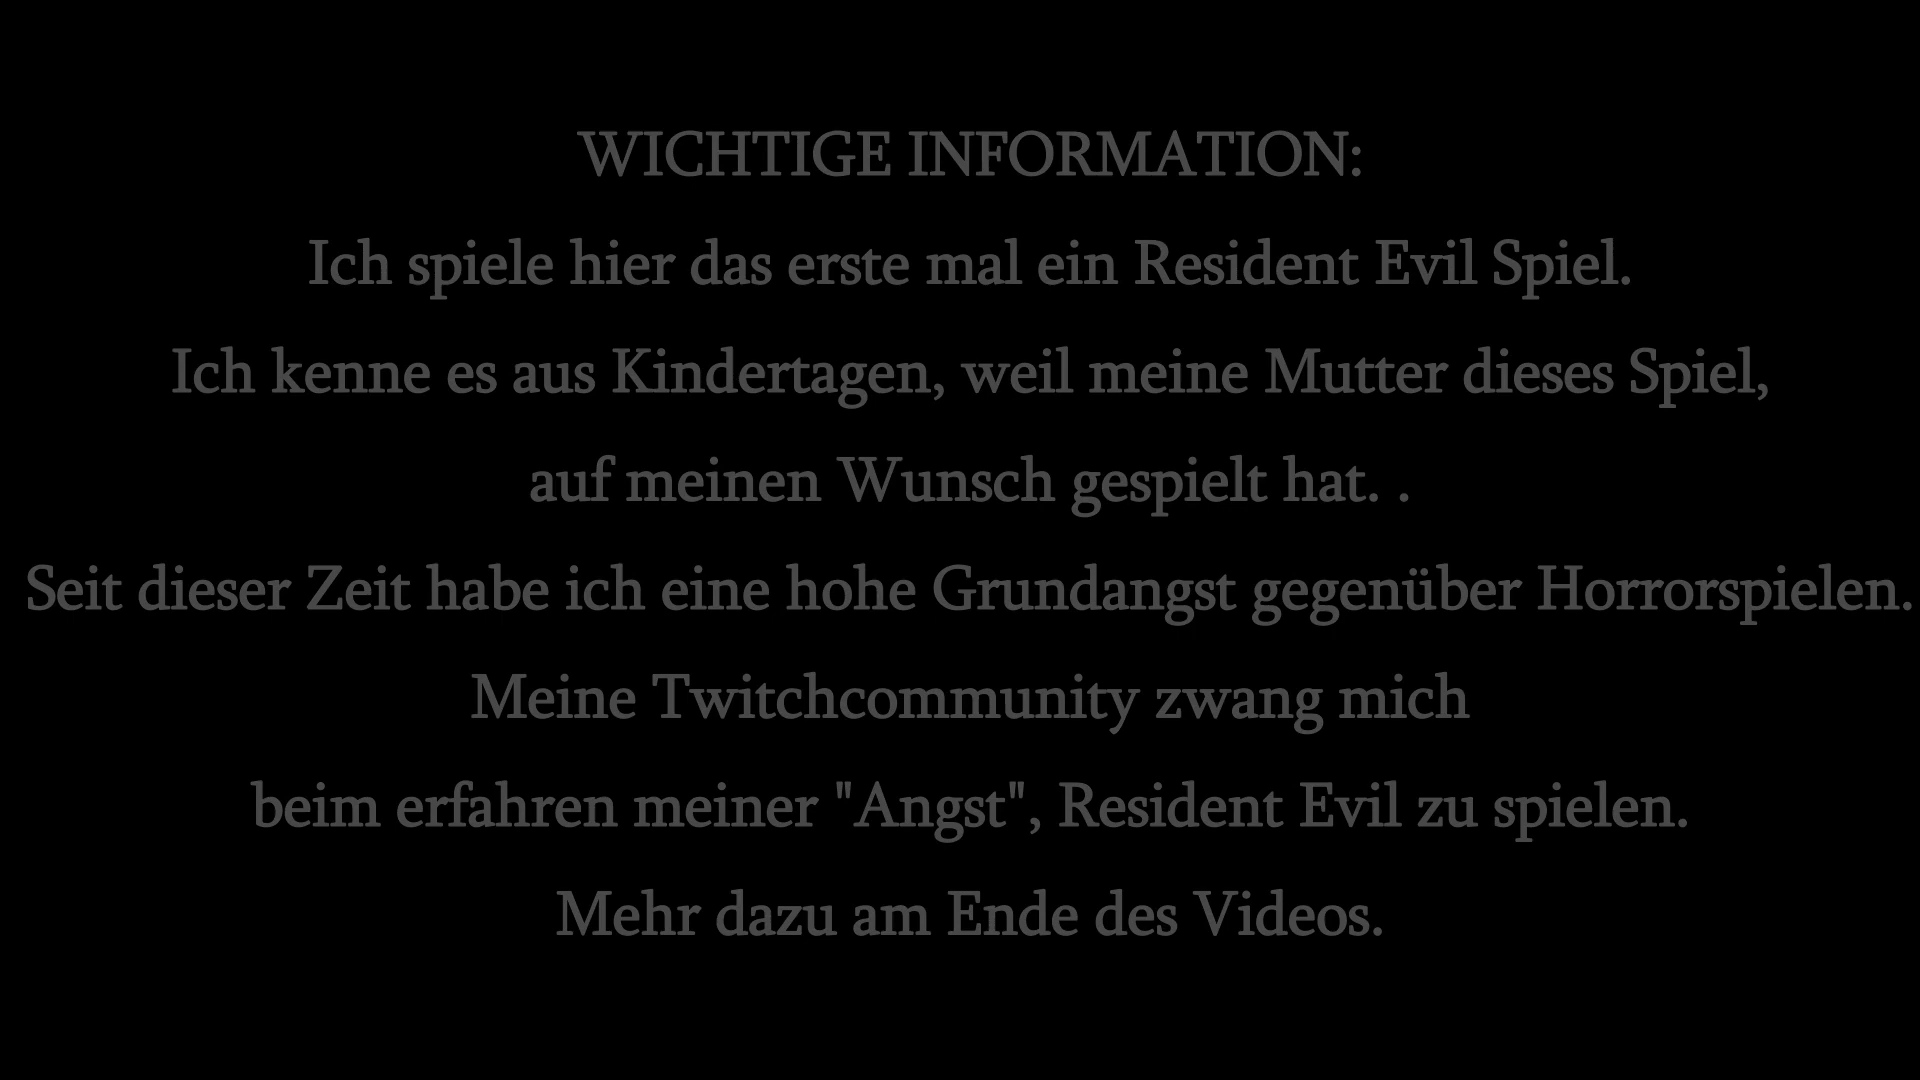 WICHTIGE INFORMATION:
Ich spiele hier das erste mal ein Resident Evil Spiel.
Ich kenne es aus Kindertagen, weil meine Mutter dieses Spiel,
auf meinen Wunsch gespielt hat. .
Seit dieser Zeit habe ich eine hohe Grundangst gegenüber Horrorspielen.
Meine Twitchcommunity zwang mich
beim erfahren meiner "Angst", Resident Evil zu spielen.
Mehr dazu am Ende des Videos.